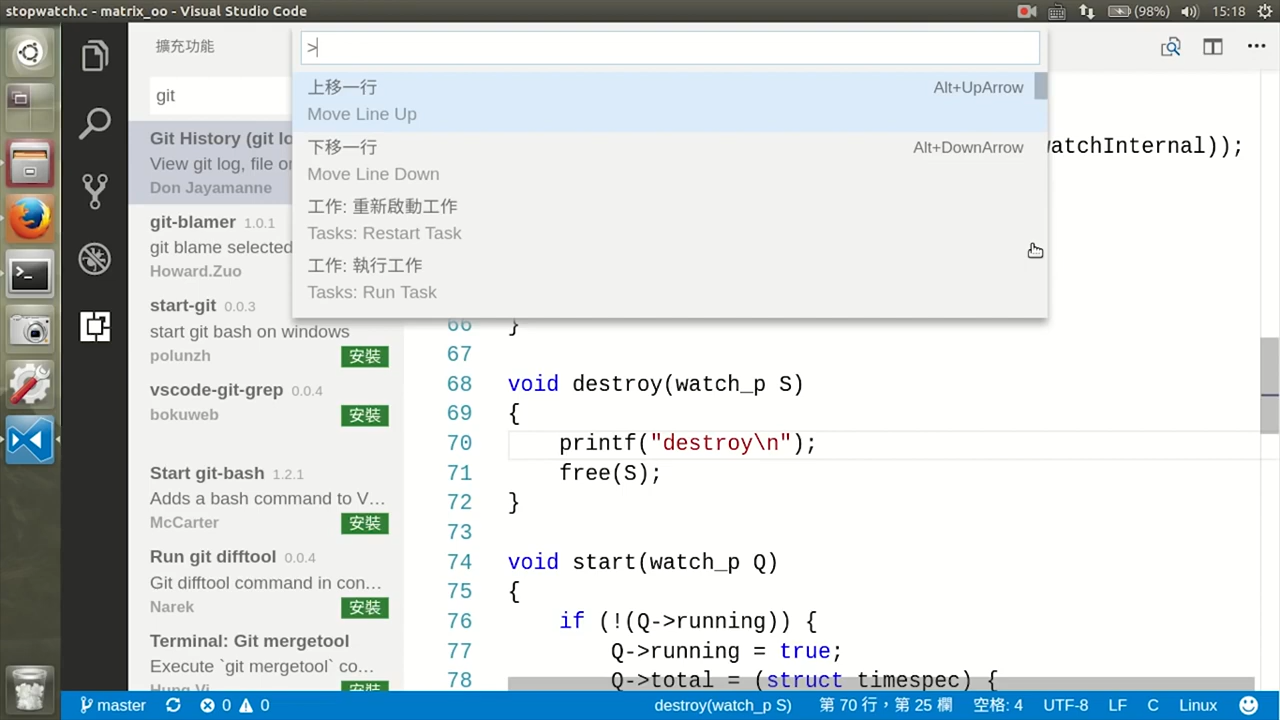 stopwatch.c - matrix_oo - Visual Studio Code
(98%)
15:18
擴充功能
git
Git History (git lo
View git log, file or
Don Jayamanne
git-blamer 1.0.1
git blame selected
Howard.Zuo
start-git 0.0.3
start git bash on windows
polunzh
安裝
vscode-git-grep 0.0.4
bokuweb
安裝
Start git-bash 1.2.1
Adds a bash command to V…
McCarter
安裝
Run git difftool 0.0.4
Git difftool command in con…
Narek
安裝
Terminal: Git mergetool
Execute `git mergetool` co…
Hung Vi
>
上移一行
Alt+UpArrow
Move Line Up
下移一行
Alt+DownArrow
Move Line Down
工作: 重新啟動工作
Tasks: Restart Task
工作: 執行工作
Tasks: Run Task
watchInternal));
66 }
67
68 void destroy(watch_p S)
69 {
70 printf("destroy\n");
71 free(S);
72 }
73
74 void start(watch_p Q)
75 {
76 if (!(Q->running)) {
77 Q->running = true;
78 Q->total = (struct timespec) {
master
0
0
destroy(watch_p S)
第 70 行，第 25 欄
空格: 4
UTF-8
LF
C
Linux